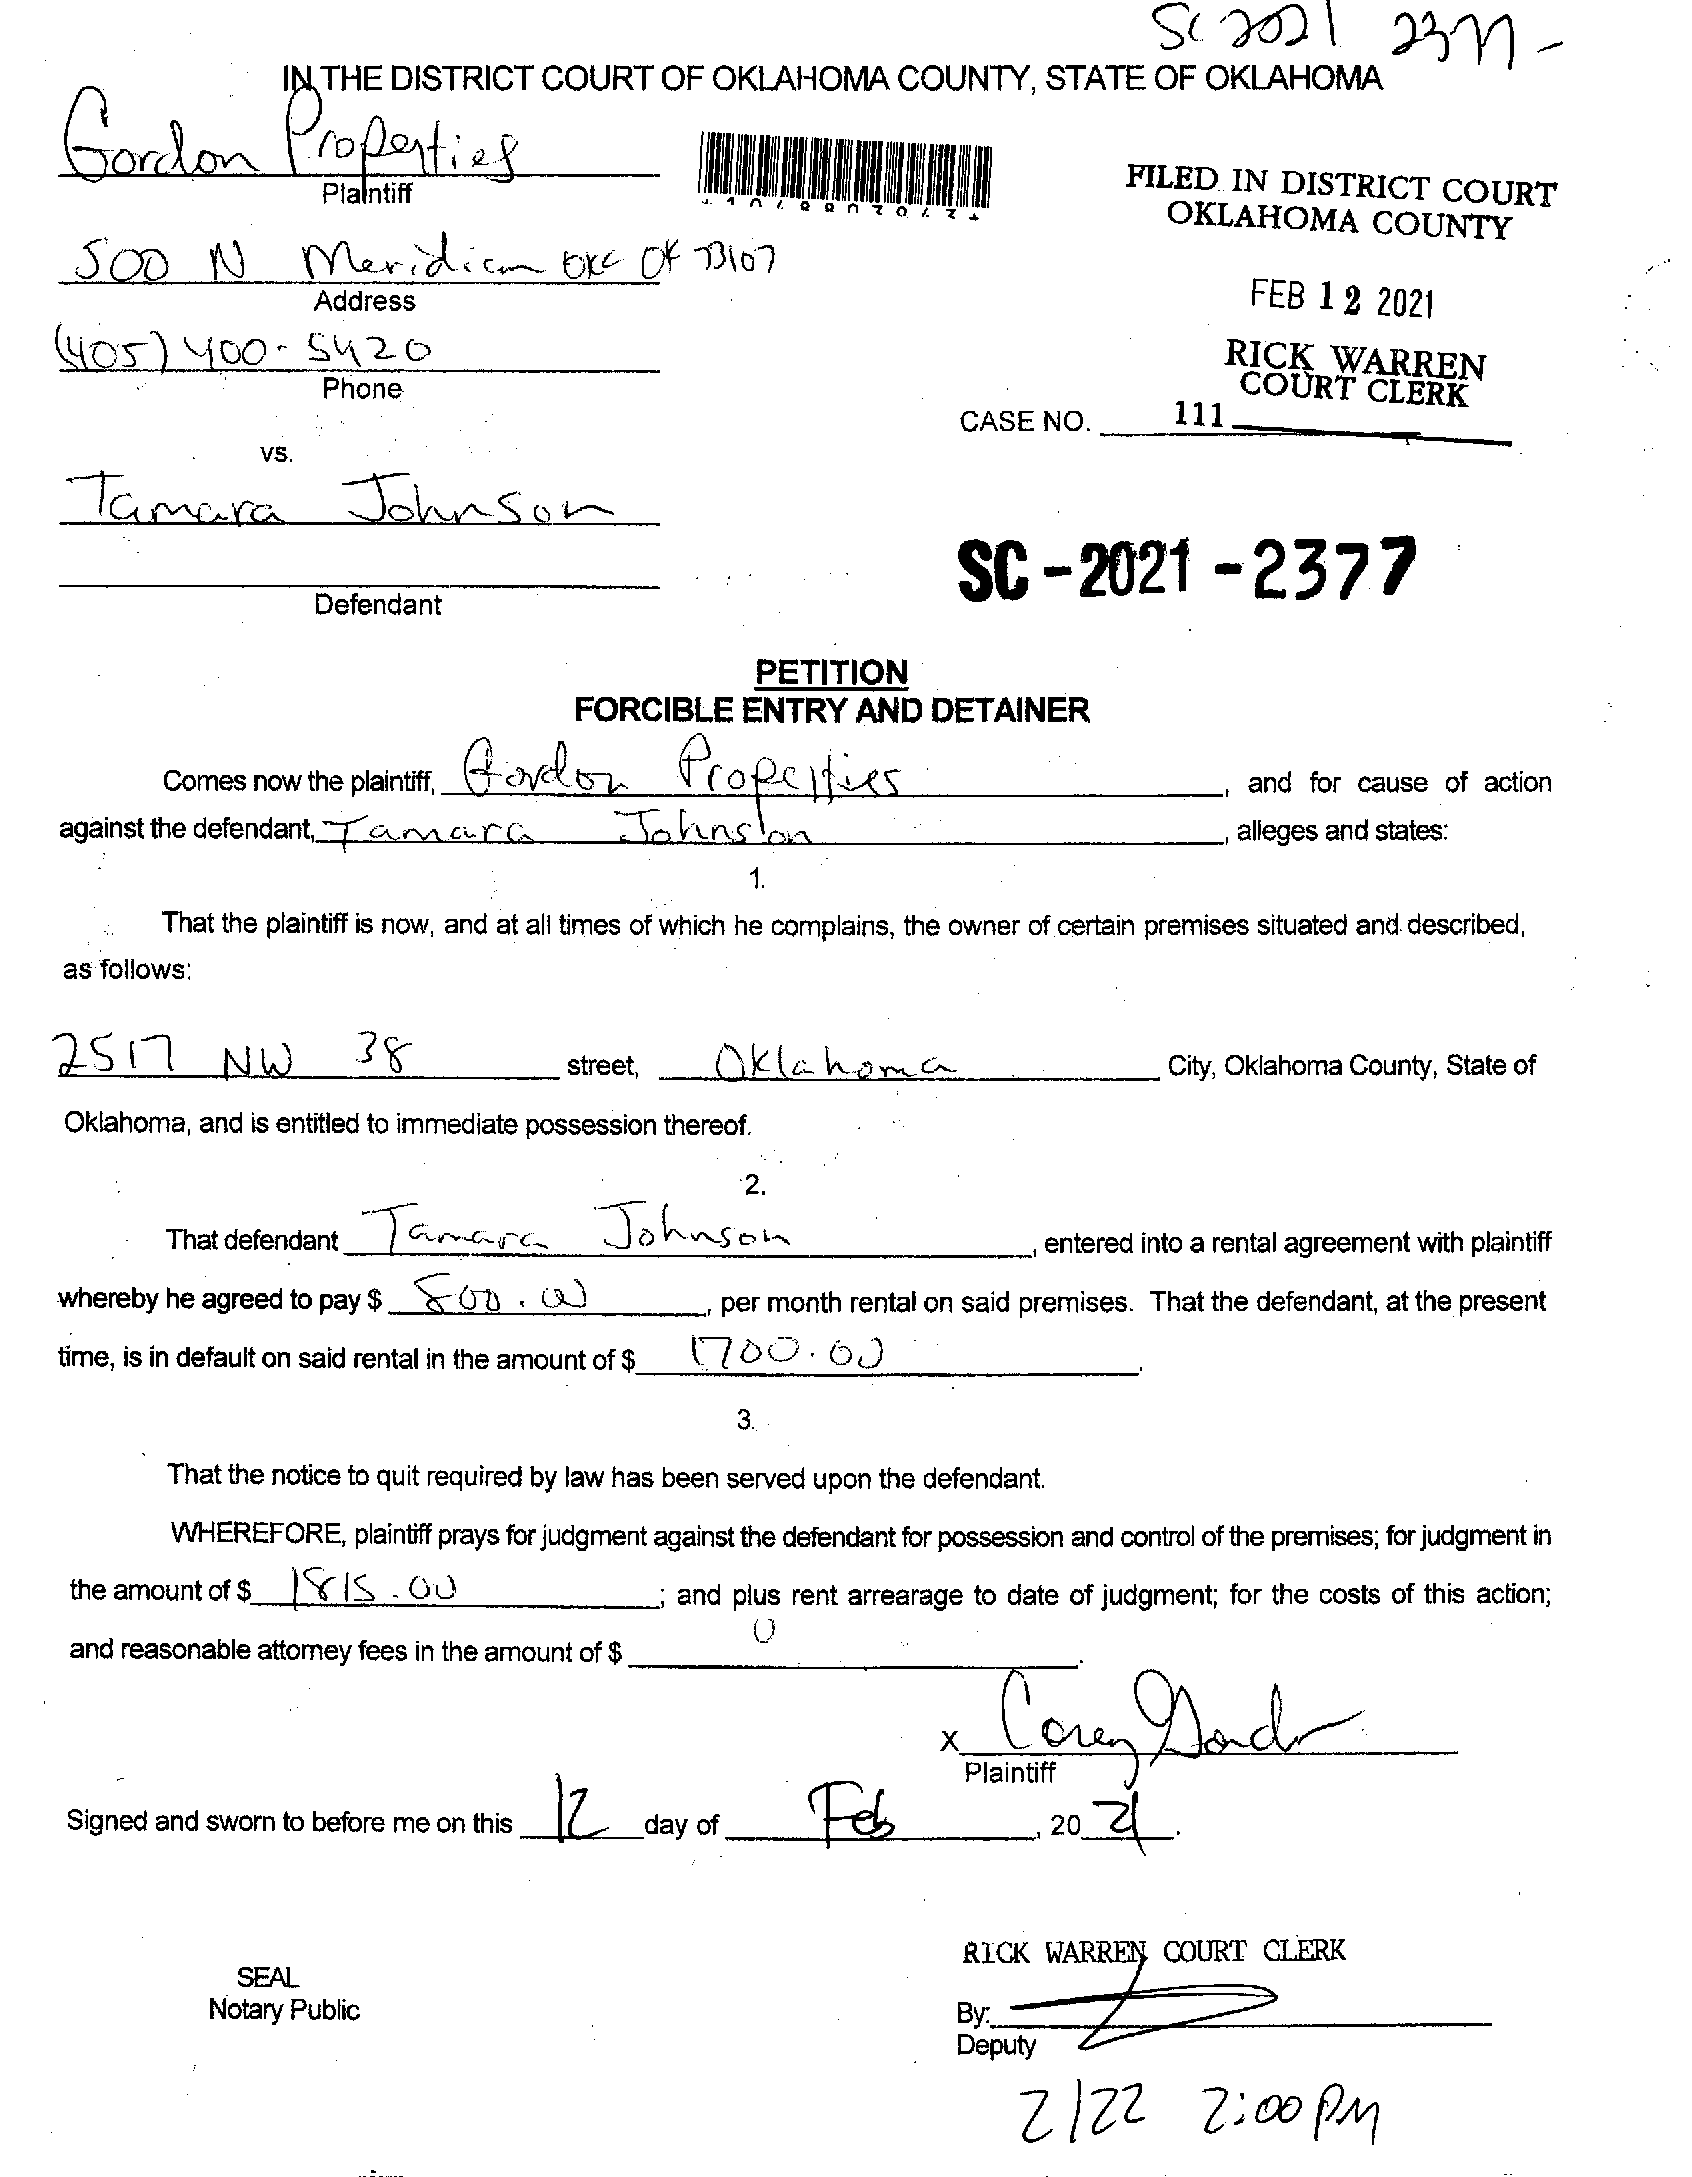 SC 2021 2377-
IN THE DISTRICT COURT OF OKLAHOMA COUNTY, STATE OF OKLAHOMA
Gordon Properties
Plaintiff
500 N Meridian OKC OK 73107
Address
(405) 400-5420
Phone
vs.
Tamara Johnson
Defendant
FILED IN DISTRICT COURT
OKLAHOMA COUNTY
FEB 12 2021
RICK WARREN
COURT CLERK
CASE NO. 111
SC-2021-2377
PETITION
FORCIBLE ENTRY AND DETAINER
Comes now the plaintiff, Gordon Properties, and for cause of action
against the defendant, Tamara Johnson, alleges and states:
1.
That the plaintiff is now, and at all times of which he complains, the owner of certain premises situated and described,
as follows:
2517 NW 38 street, Oklahoma City, Oklahoma County, State of
Oklahoma, and is entitled to immediate possession thereof.
2.
That defendant Tamara Johnson, entered into a rental agreement with plaintiff
whereby he agreed to pay $ 800.00, per month rental on said premises. That the defendant, at the present
time, is in default on said rental in the amount of $ 1700.00.
3.
That the notice to quit required by law has been served upon the defendant.
WHEREFORE, plaintiff prays for judgment against the defendant for possession and control of the premises; for judgment in
the amount of $ 1815.00; and plus rent arrearage to date of judgment; for the costs of this action;
and reasonable attorney fees in the amount of $ 0.
x Corey Gordon
Plaintiff
Signed and sworn to before me on this 12 day of Feb, 20 21.
SEAL
Notary Public
RICK WARREN COURT CLERK
By:
Deputy
2/22 2:00 PM